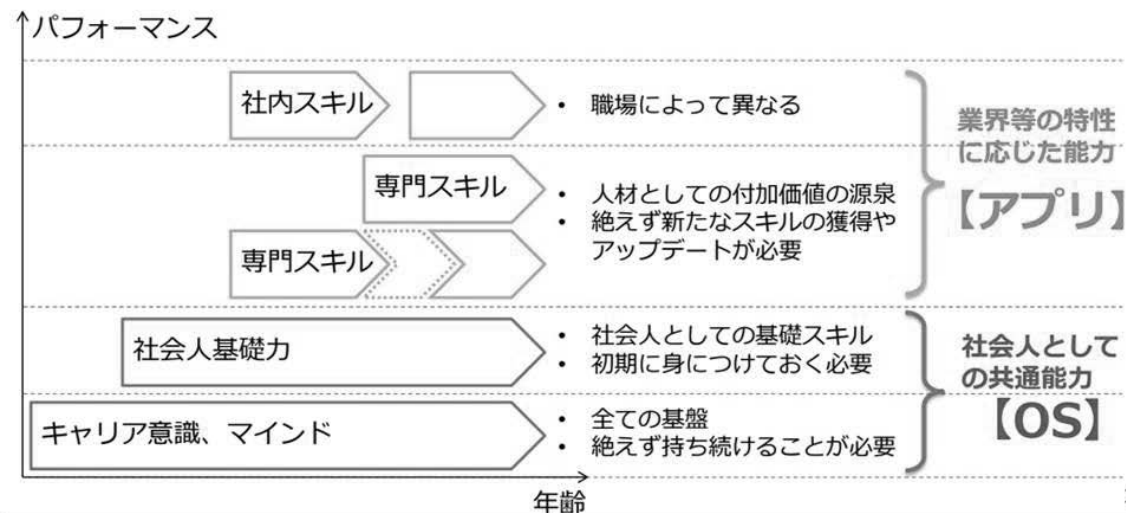 パフォーマンス
社内スキル
• 職場によって異なる
専門スキル
専門スキル
• 人材としての付加価値の源泉
• 絶えず新たなスキルの獲得や
アップデートが必要
業界等の特性
に応じた能力
【アプリ】
社会人基礎力
• 社会人としての基礎スキル
• 初期に身につけておく必要
キャリア意識、マインド
• 全ての基盤
• 絶えず持ち続けることが必要
社会人として
の共通能力
【OS】
年齢